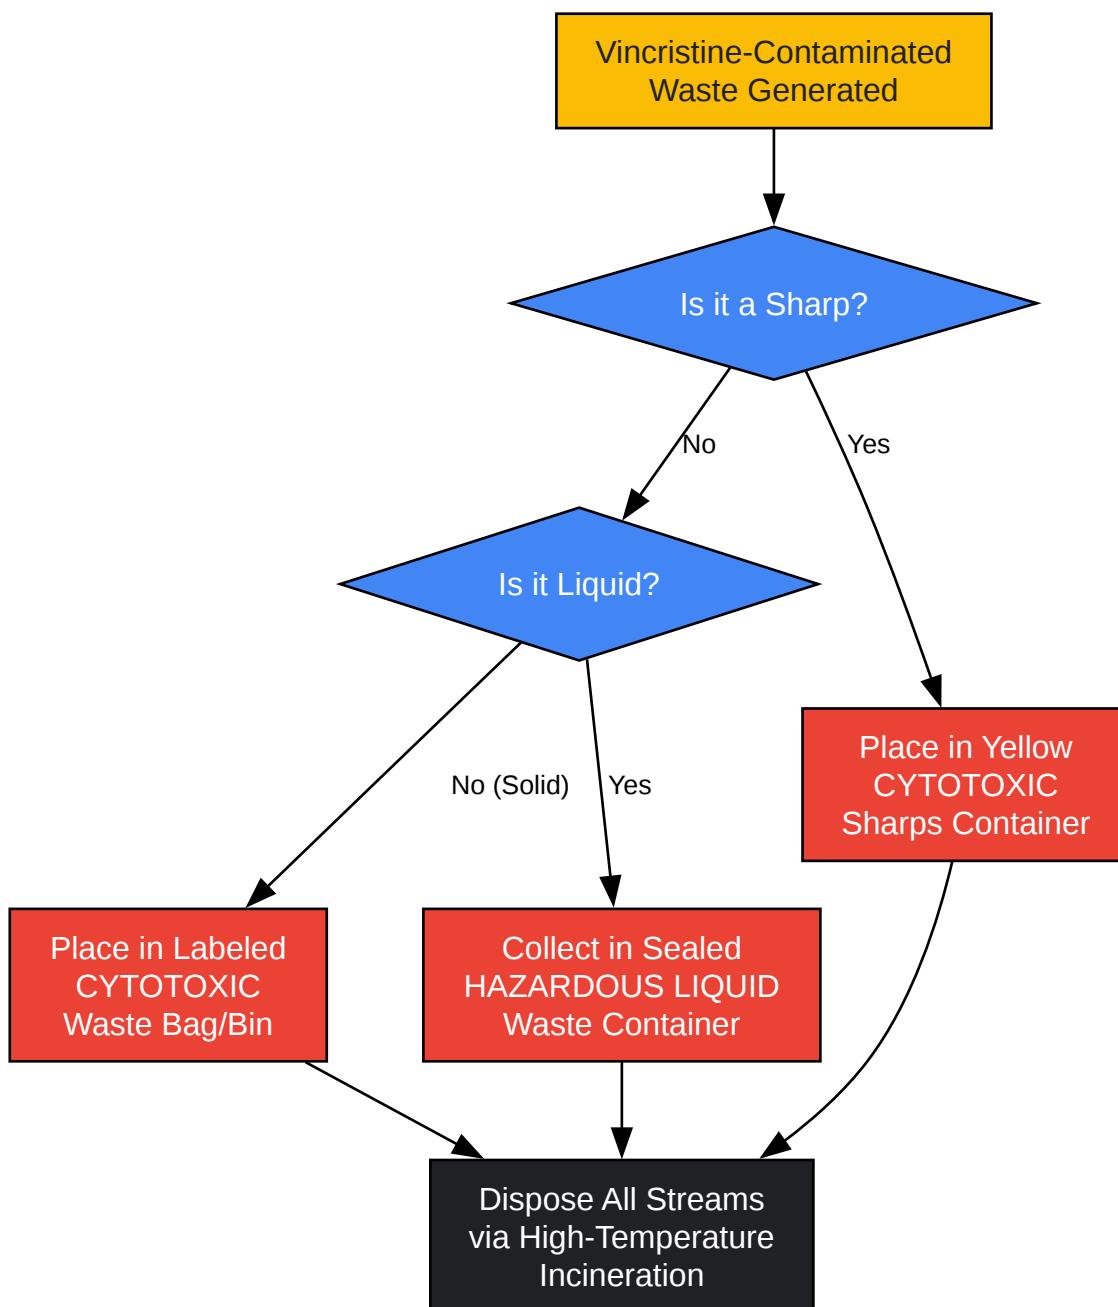 Vincristine-Contaminated
Waste Generated
Is it a Sharp?
No
Yes
Is it Liquid?
Place in Yellow
CYTOTOXIC
Sharps Container
No (Solid)
Yes
Place in Labeled
CYTOTOXIC
Waste Bag/Bin
Collect in Sealed
HAZARDOUS LIQUID
Waste Container
Dispose All Streams
via High-Temperature
Incineration